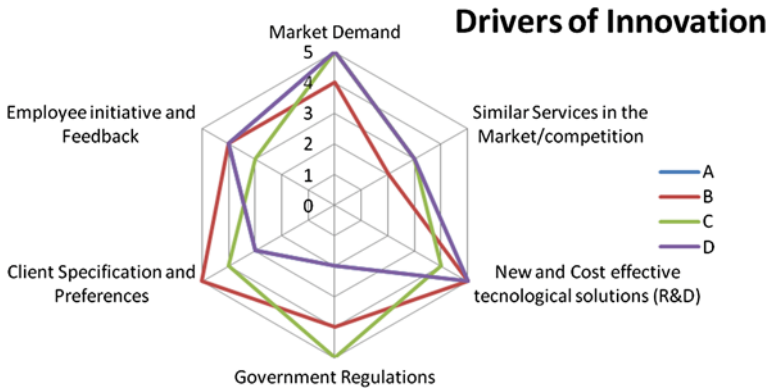 Drivers of Innovation
Market Demand
5
4
3
2
1
0
Employee initiative and
Feedback
Similar Services in the
Market/competition
A
B
C
D
Client Specification and
Preferences
New and Cost effective
tecnological solutions (R&D)
Government Regulations